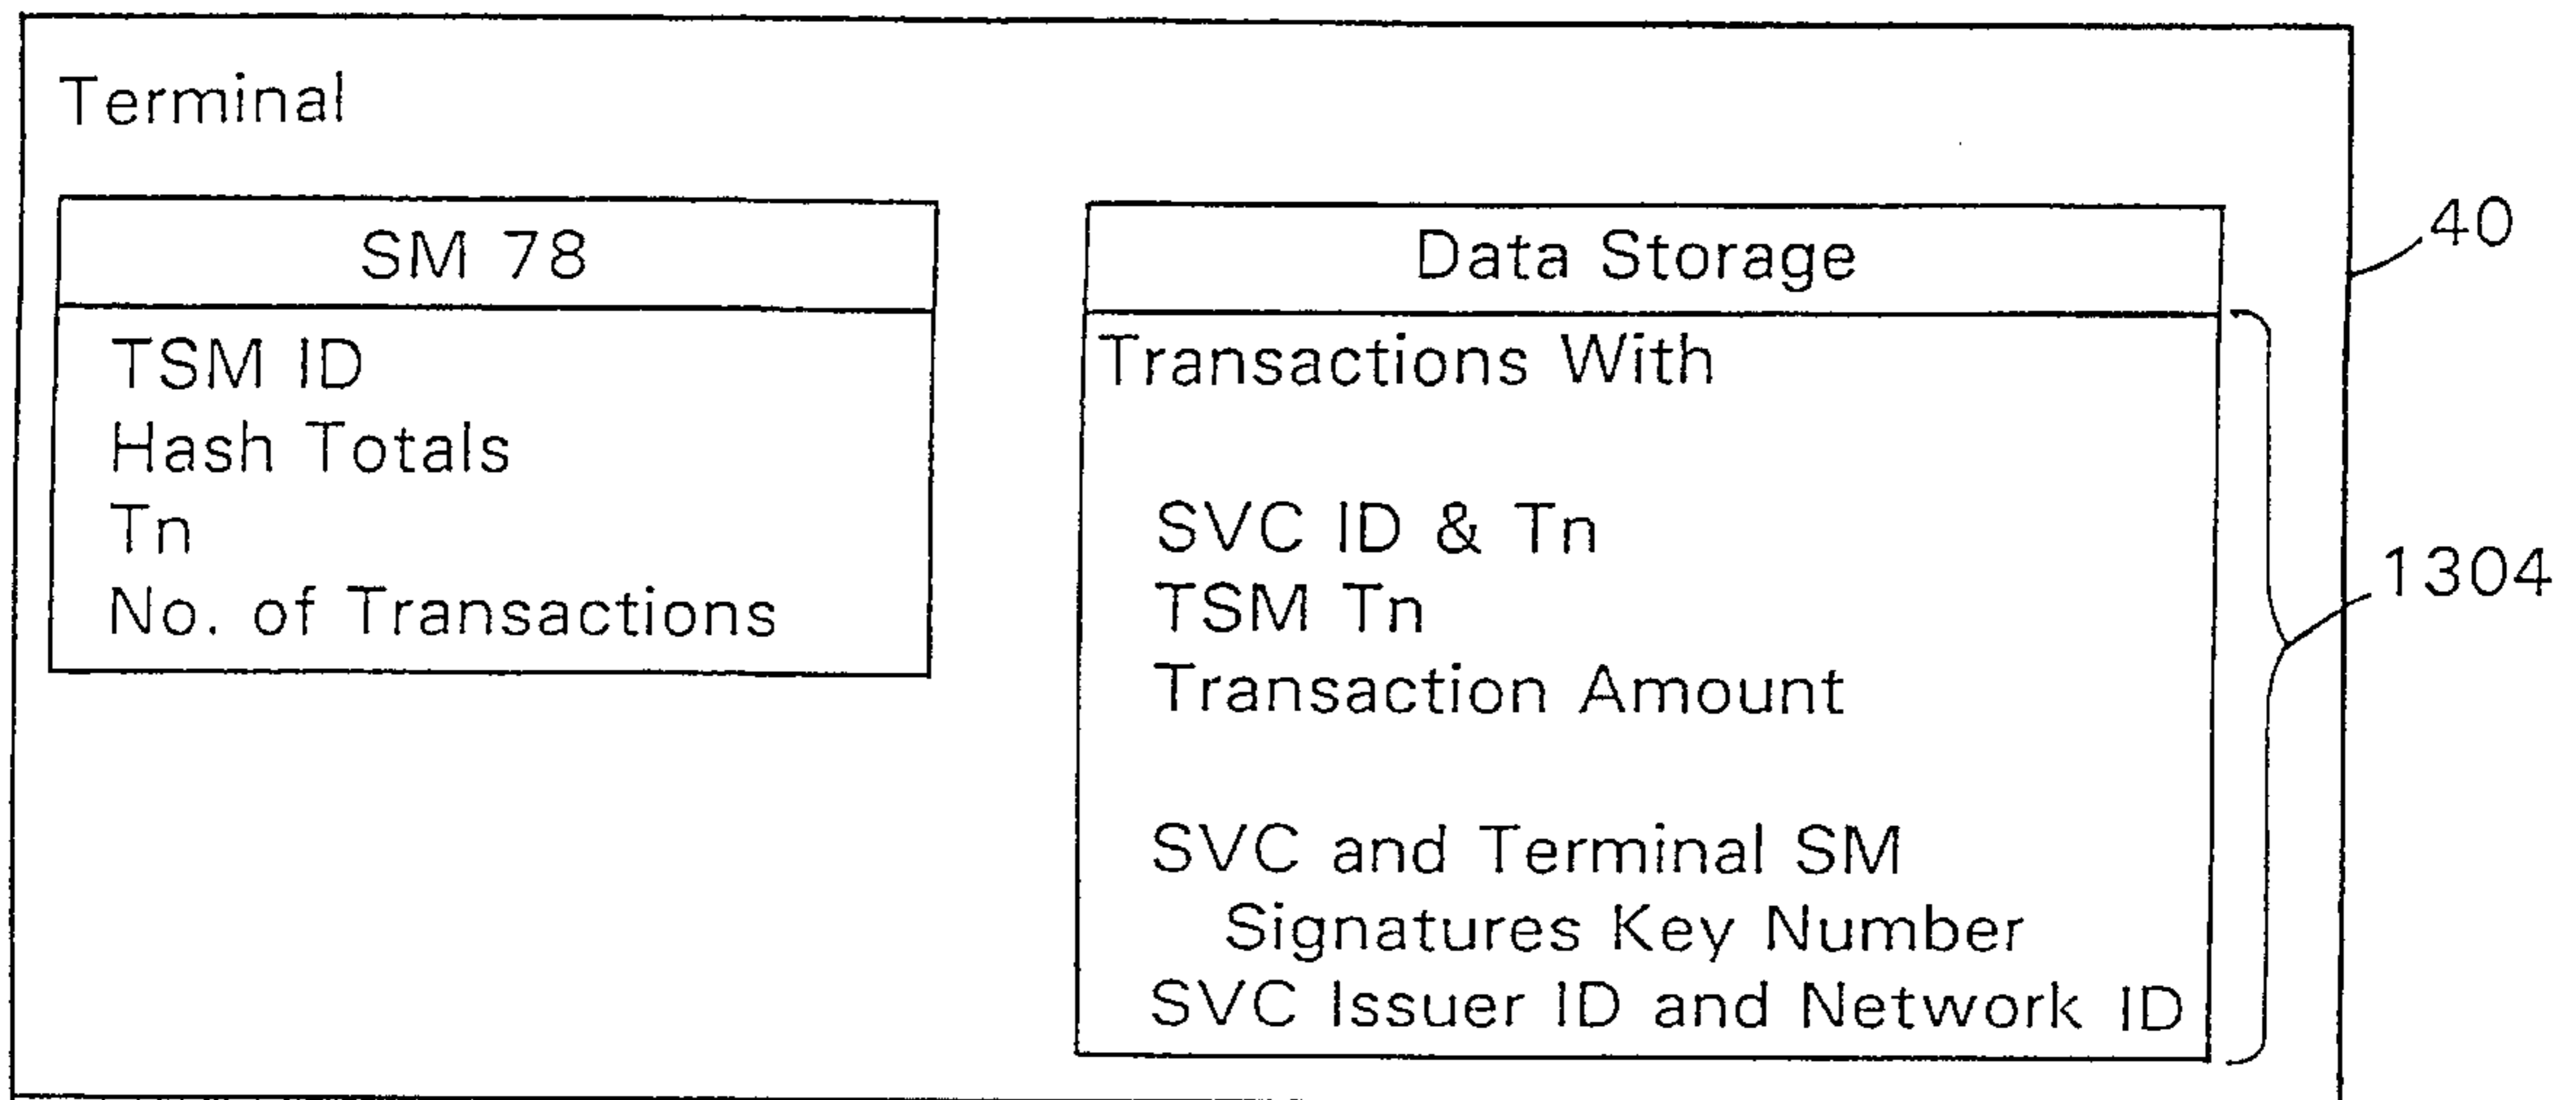 Terminal
SM 78
TSM ID
Hash Totals
Tn
No. of Transactions
Data Storage
Transactions With
SVC ID & Tn
TSM Tn
Transaction Amount
SVC and Terminal SM
Signatures Key Number
SVC Issuer ID and Network ID
40
1304